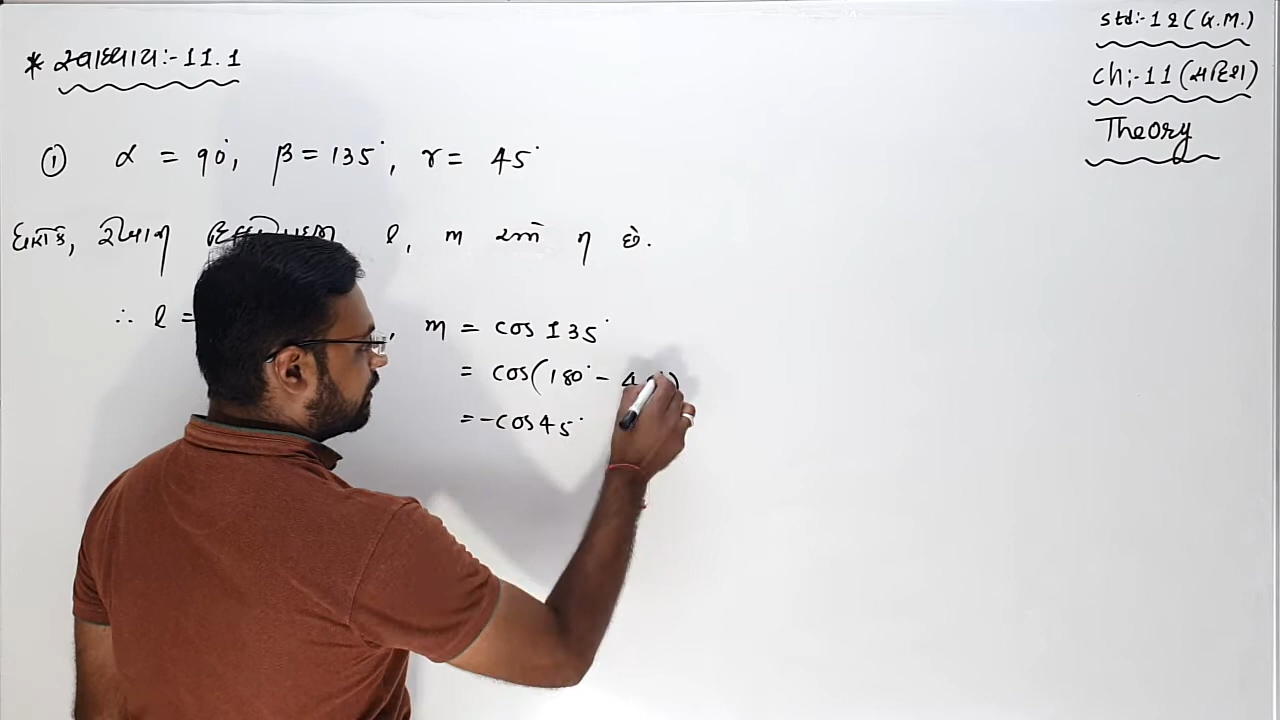 * સ્વાધ્યાય:-11.1
std:-12 (G.M.)
ch:-11 (સદિશ)
Theory
① α = 90°, β = 135°, γ = 45°
ધારો કે, રેખાની l, m અને n છે.
∴ l = , m = cos 135°
= cos(180° -
= -cos 45°